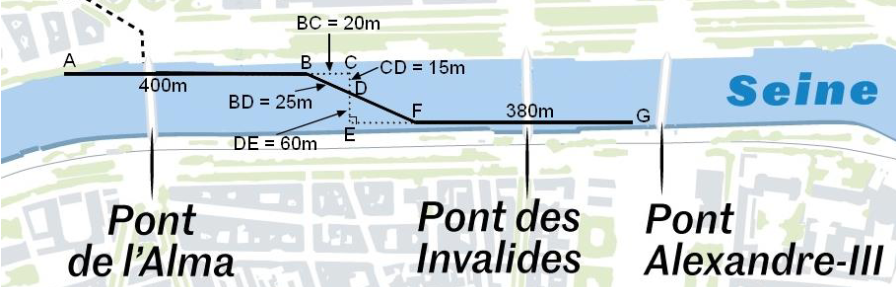 BC = 20m
A
B
C
CD = 15m
400m
BD = 25m
D
Seine
F
380m
G
E
DE = 60m
Pont
de l'Alma
Pont des
Invalides
Pont
Alexandre-III